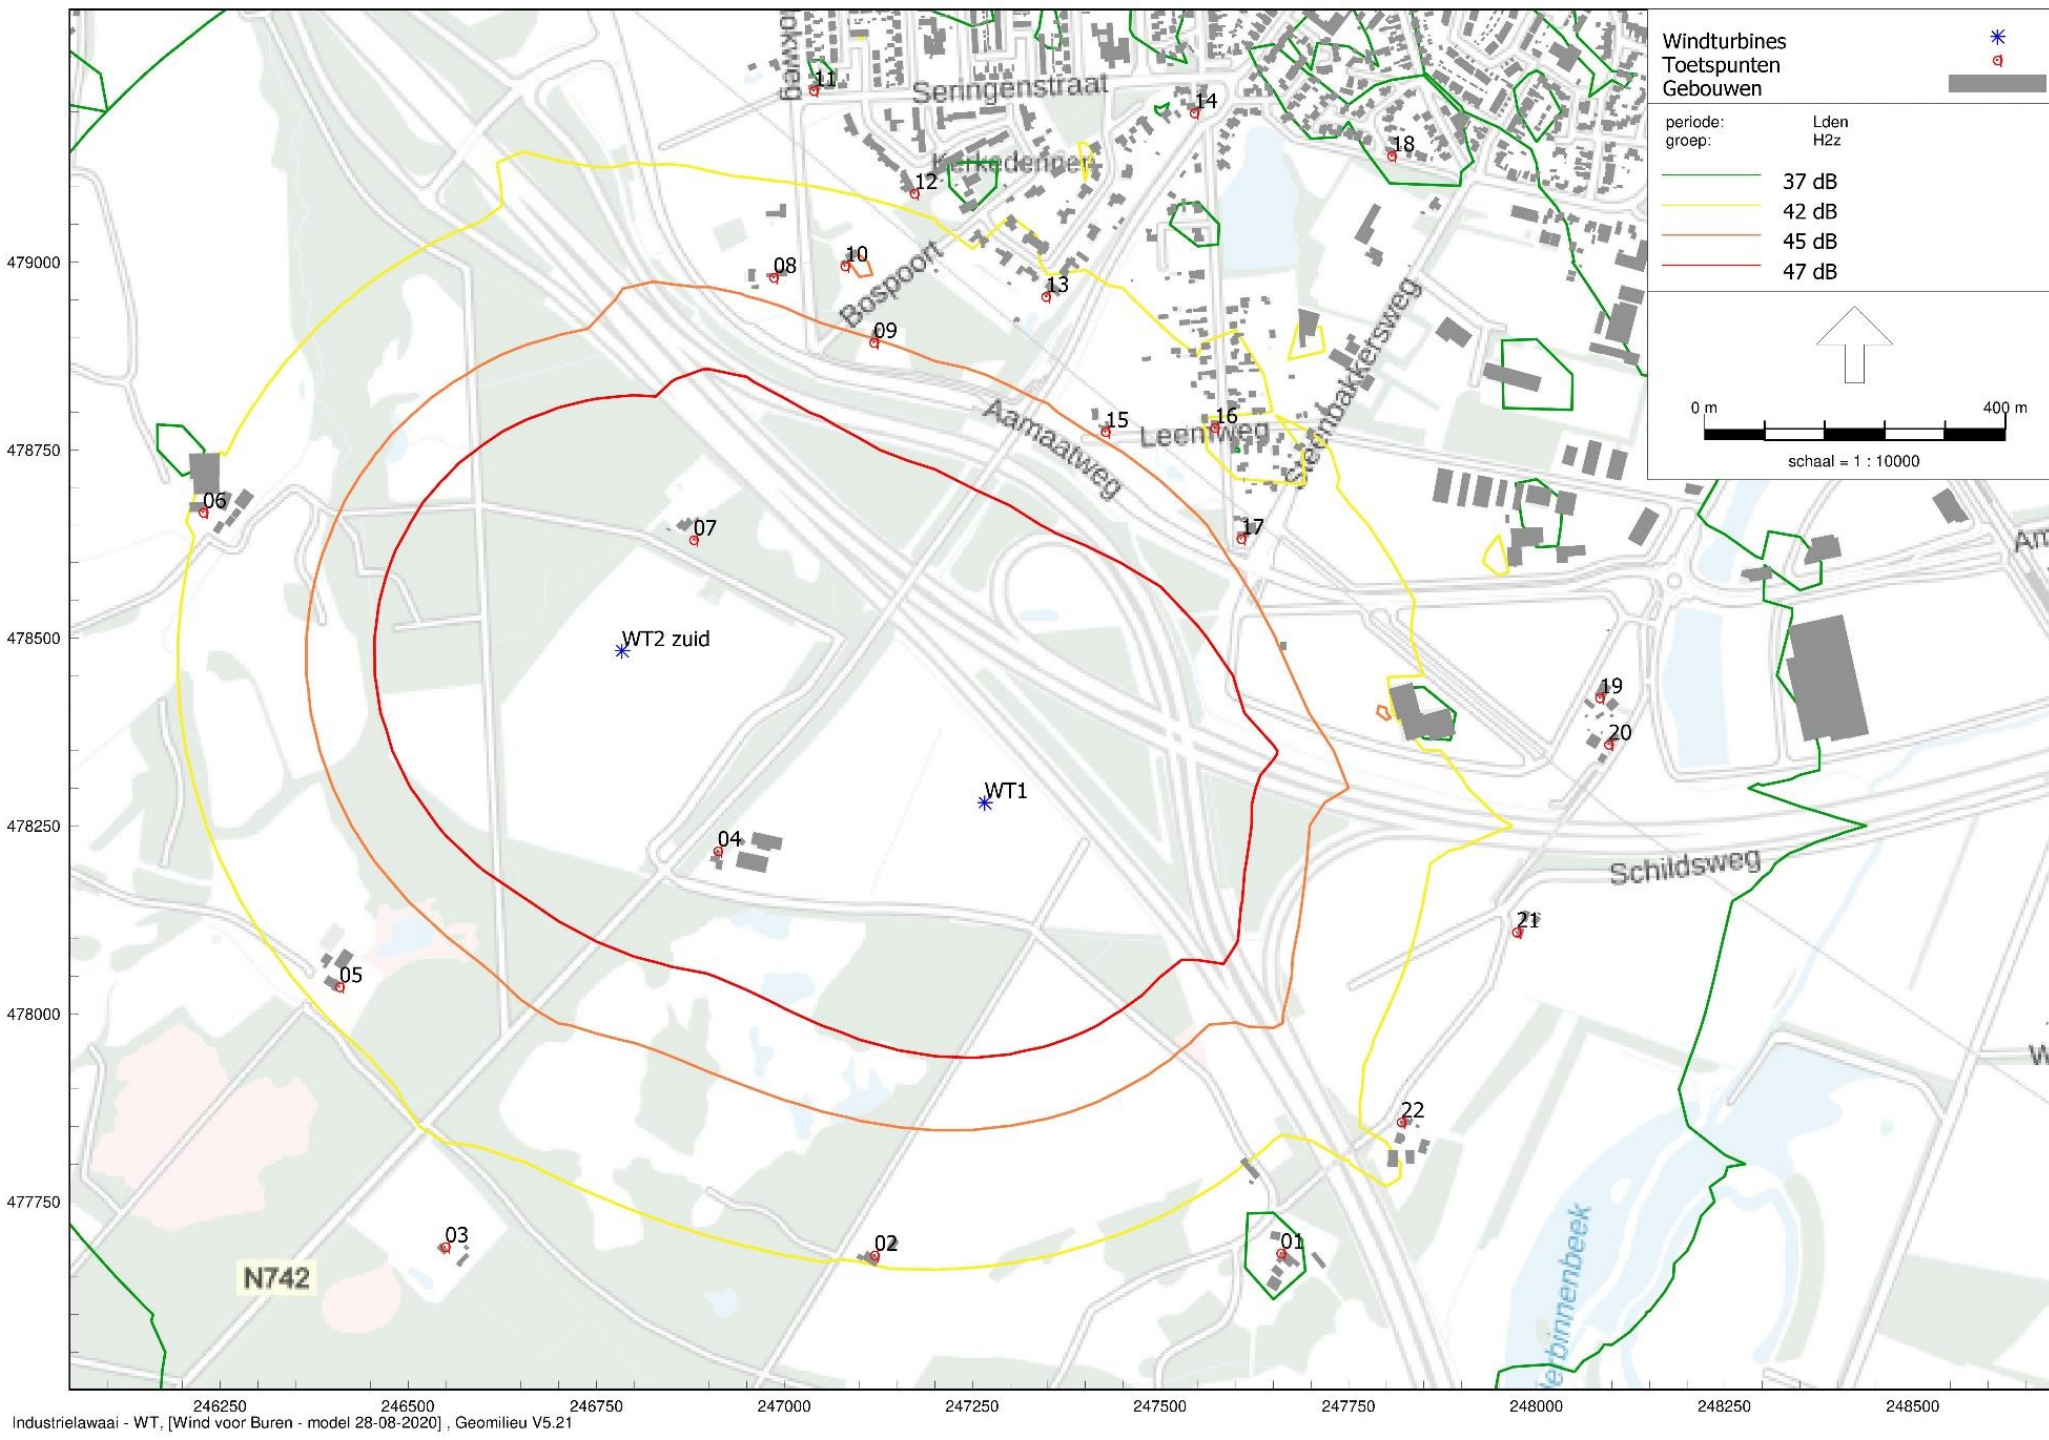 Windturbines
Toetspunten
Gebouwen
periode: Lden
groep: H2z
37 dB
42 dB
45 dB
47 dB
0 m 400 m
schaal = 1 : 10000
11
Seringenstraat
14
18
12
479000
08
10
Bospoort
13
09
Steenbakkersweg
Aamaatweg
15
Leemweg
16
478750
06
07
17
478500
WT2 zuid
19
20
WT1
478250
04
Schildsweg
21
05
478000
22
477750
03
02
01
N742
246250 246500 246750 247000 247250 247500 247750 248000 248250 248500
Industrielawaai - WT, [Wind voor Buren - model 28-08-2020] , Geomilieu V5.21